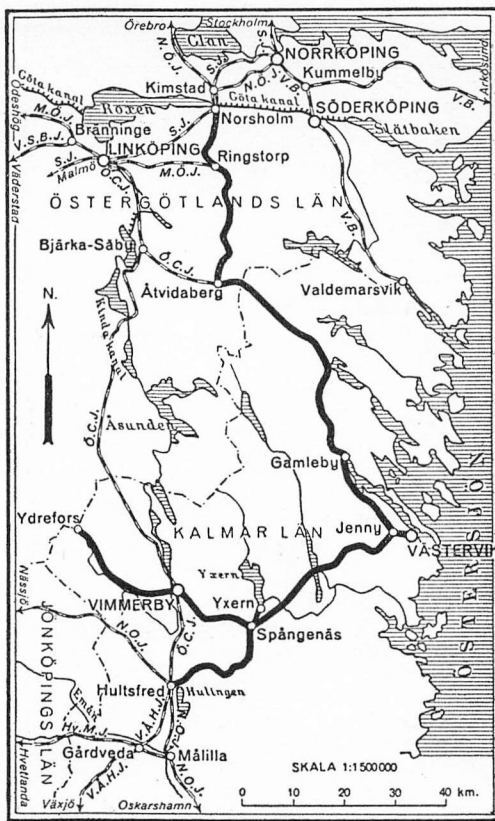 Örebro
Stockholm
Glan
N.Ö.J.
S.J.
S.J.
NORRKÖPING
Kimstad
N.Ö.J.
V.B.
Kummelby
Arkösund
Ödeshög
Göta kanal
M.Ö.J.
Roxen
Göta kanal
SÖDERKÖPING
V.B.
Norsholm
Slätbaken
Bränninge
S.J.
V.S.B.J.
LINKÖPING
Väderstad
S.J.
Malmö
Ö.C.J.
M.Ö.J.
Ringstorp
ÖSTERGÖTLANDS LÄN
V.B.
Bjärka-Säby
Ö.C.J.
Åtvidaberg
Valdemarsvik
N.
Kinda kanal
Ö.C.J.
Åsunden
Gamleby
Ydrefors
KALMAR LÄN
Jenny
VÄSTERVIK
ÖSTERSJÖN
Yxern
Nässjö
VIMMERBY
Yxern
Spångenäs
N.O.J.
Ö.C.J.
JÖNKÖPINGS LÄN
Hultsfred
Hulingen
Emån
Hv.M.J.
V.Å.H.J.
N.O.J.
Hvetlanda
Gårdveda
Målilla
V.Å.H.J.
N.O.J.
Växjö
Oskarshamn
SKALA 1:1500000
0 10 20 30 40 km.